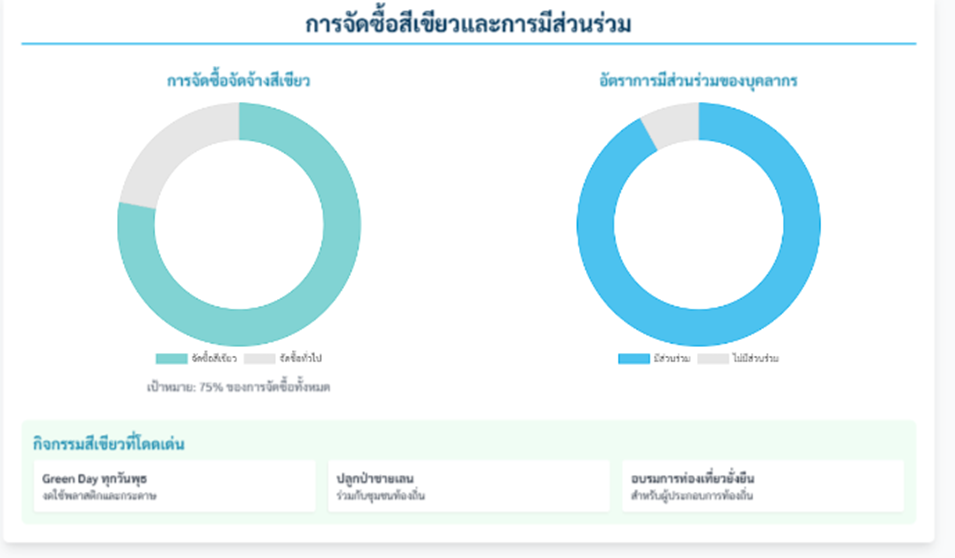 การจัดซื้อสีเขียวและการมีส่วนร่วม
การจัดซื้อจัดจ้างสีเขียว
อัตราการมีส่วนร่วมของบุคลากร
จัดซื้อสีเขียว จัดซื้อทั่วไป
มีส่วนร่วม ไม่มีส่วนร่วม
เป้าหมาย: 75% ของการจัดซื้อทั้งหมด
กิจกรรมสีเขียวที่โดดเด่น
Green Day ทุกวันพุธ
งดใช้พลาสติกและกระดาษ
ปลูกป่าชายเลน
ร่วมกับชุมชนท้องถิ่น
อบรมการท่องเที่ยวยั่งยืน
สำหรับผู้ประกอบการท้องถิ่น